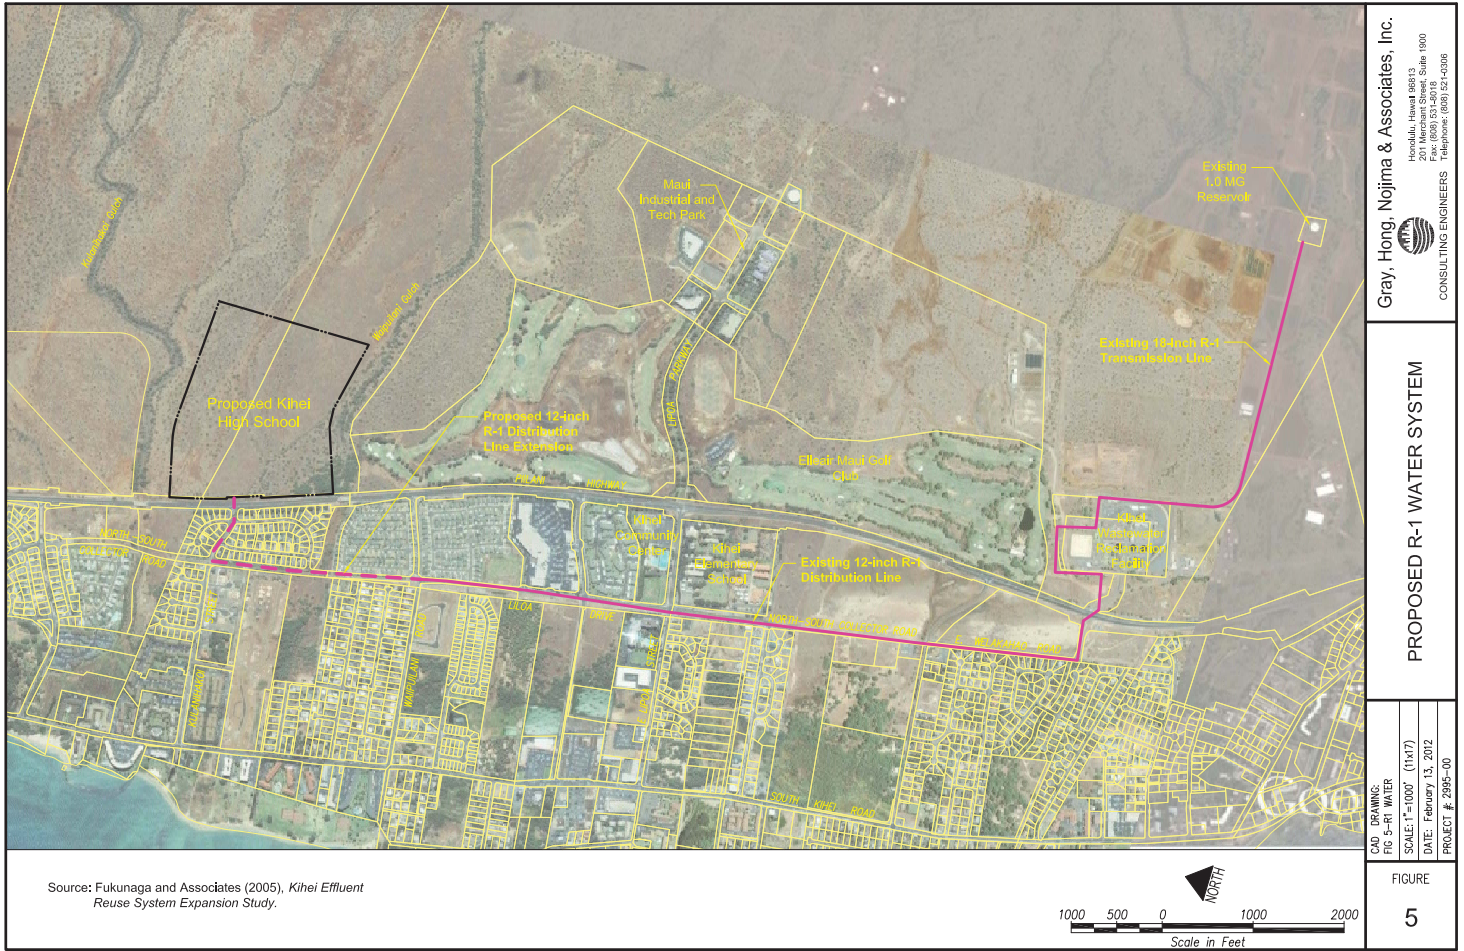 Kulanihakoi Gulch
Waipuilani Gulch
Proposed Kihei
High School
Maui
Industrial and
Tech Park
Existing
1.0 MG
Reservoir
Existing 18-inch R-1
Transmission Line
Proposed 12-inch
R-1 Distribution
Line Extension
LIPOA PARKWAY
Elleair Maui Golf
Club
PIILANI HIGHWAY
NORTH-SOUTH
COLLECTOR ROAD
Kihei
Community
Center
Kihei
Elementary
School
Existing 12-inch R-1
Distribution Line
Kihei
Wastewater
Reclamation
Facility
LILOA DRIVE
NORTH SOUTH COLLECTOR ROAD
E. WELAKAHAO ROAD
STREET
KULANIHAKOI
WAIPUILANI ROAD
LIPOA STREET
SOUTH KIHEI ROAD
Goo
Source: Fukunaga and Associates (2005), Kihei Effluent
Reuse System Expansion Study.
NORTH
1000 500 0 1000 2000
Scale in Feet
Gray, Hong, Nojima & Associates, Inc.
Honolulu, Hawaii 96813
201 Merchant Street, Suite 1900
Fax: (808) 531-8018
Telephone: (808) 521-0306
CONSULTING ENGINEERS
PROPOSED R-1 WATER SYSTEM
CAD DRAWING:
FIG 5-R1 WATER
SCALE: 1"=1000' (11x17)
DATE: February 13, 2012
PROJECT #: 2995-00
FIGURE
5